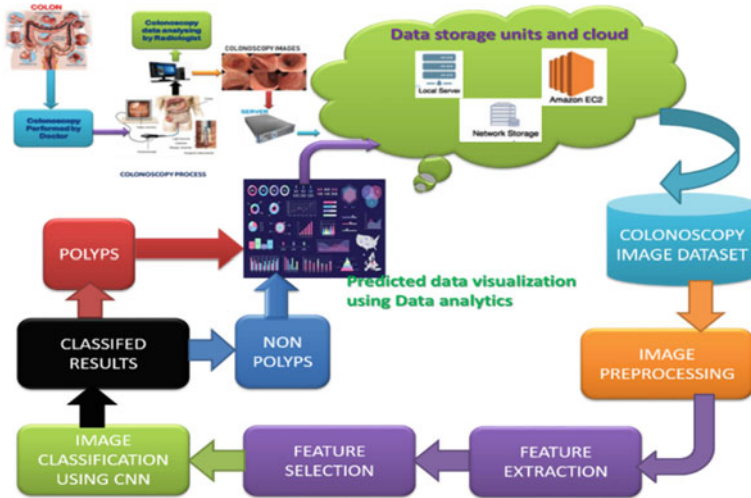 COLON
Colonoscopy
data analysing
by Radiologist
COLONOSCOPY IMAGES
Data storage units and cloud
Local Server
Amazon EC2
Network Storage
SERVER
Colonoscopy
Performed by
Doctor
COLONOSCOPY PROCESS
COLONOSCOPY
IMAGE DATASET
POLYPS
Predicted data visualization
using Data analytics
CLASSIFED
RESULTS
NON
POLYPS
IMAGE
PREPROCESSING
IMAGE
CLASSIFICATION
USING CNN
FEATURE
SELECTION
FEATURE
EXTRACTION